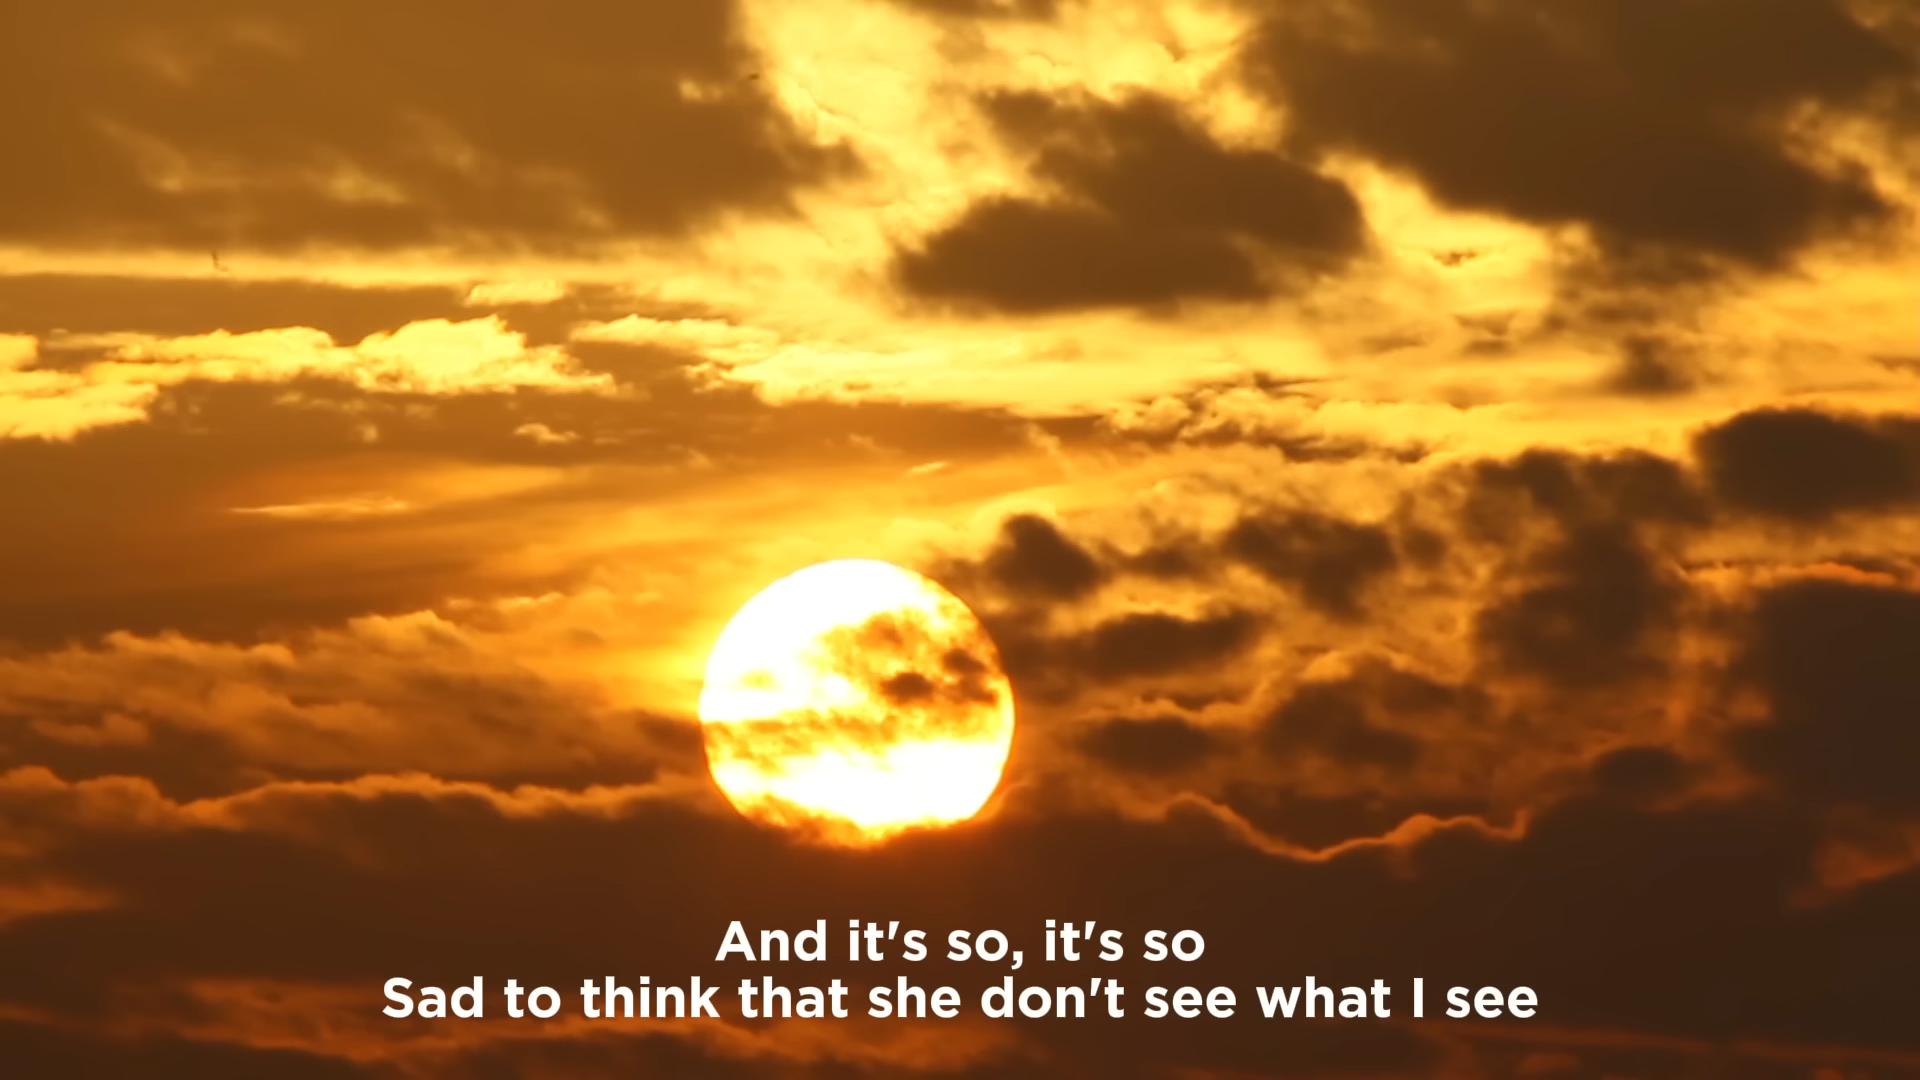 And it's so, it's so
Sad to think that she don't see what I see